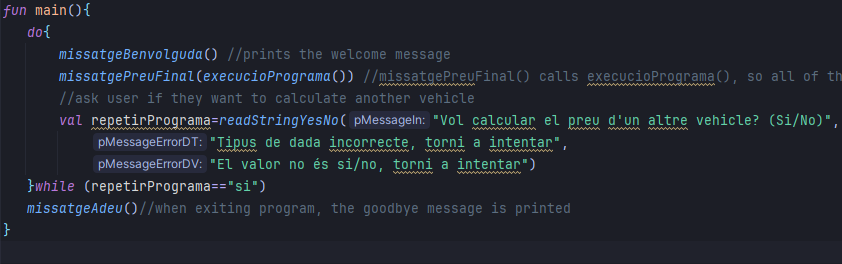 fun main(){
do{
missatgeBenvolguda() //prints the welcome message
missatgePreuFinal(execucioPrograma()) //missatgePreuFinal() calls execucioPrograma(), so all of th
//ask user if they want to calculate another vehicle
val repetirPrograma=readStringYesNo( pMessageIn: "Vol calcular el preu d'un altre vehicle? (Si/No)",
pMessageErrorDT: "Tipus de dada incorrecte, torni a intentar",
pMessageErrorDV: "El valor no és si/no, torni a intentar")
}while (repetirPrograma=="si")
missatgeAdeu()//when exiting program, the goodbye message is printed
}